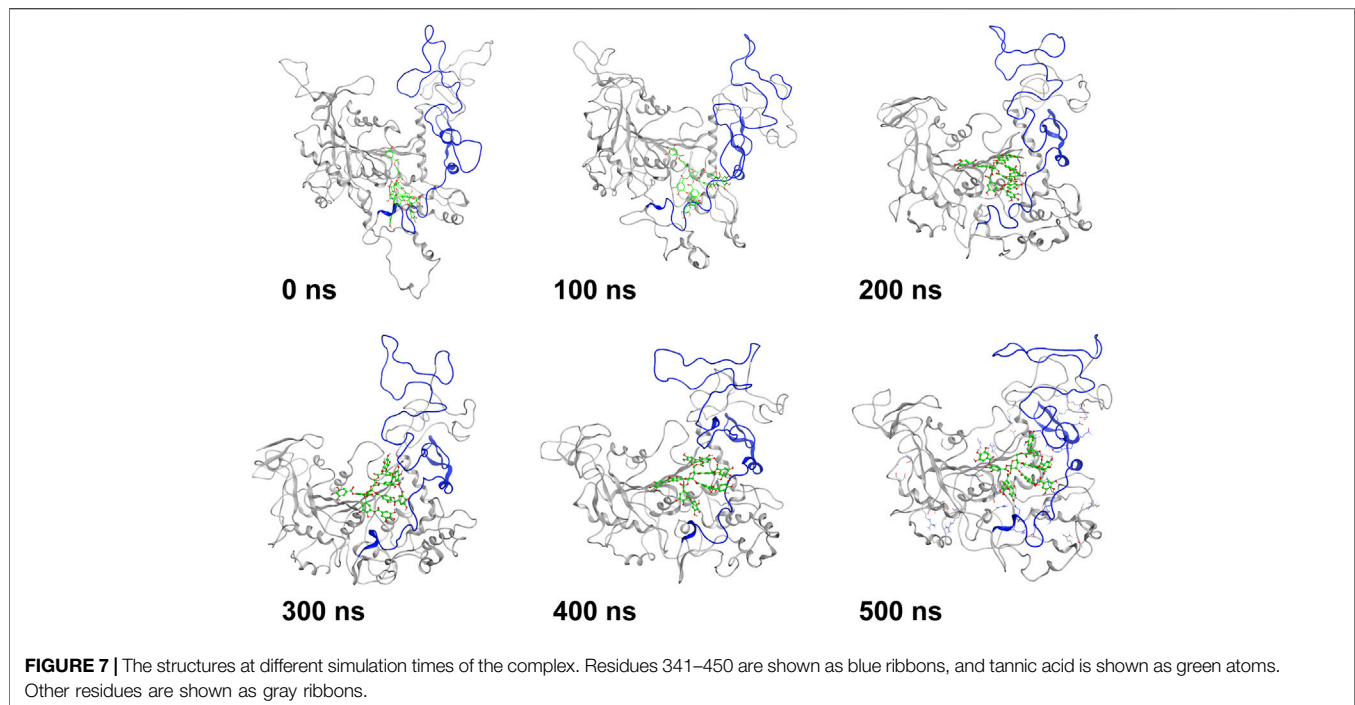 0 ns
100 ns
200 ns
300 ns
400 ns
500 ns
FIGURE 7 | The structures at different simulation times of the complex. Residues 341–450 are shown as blue ribbons, and tannic acid is shown as green atoms.
Other residues are shown as gray ribbons.